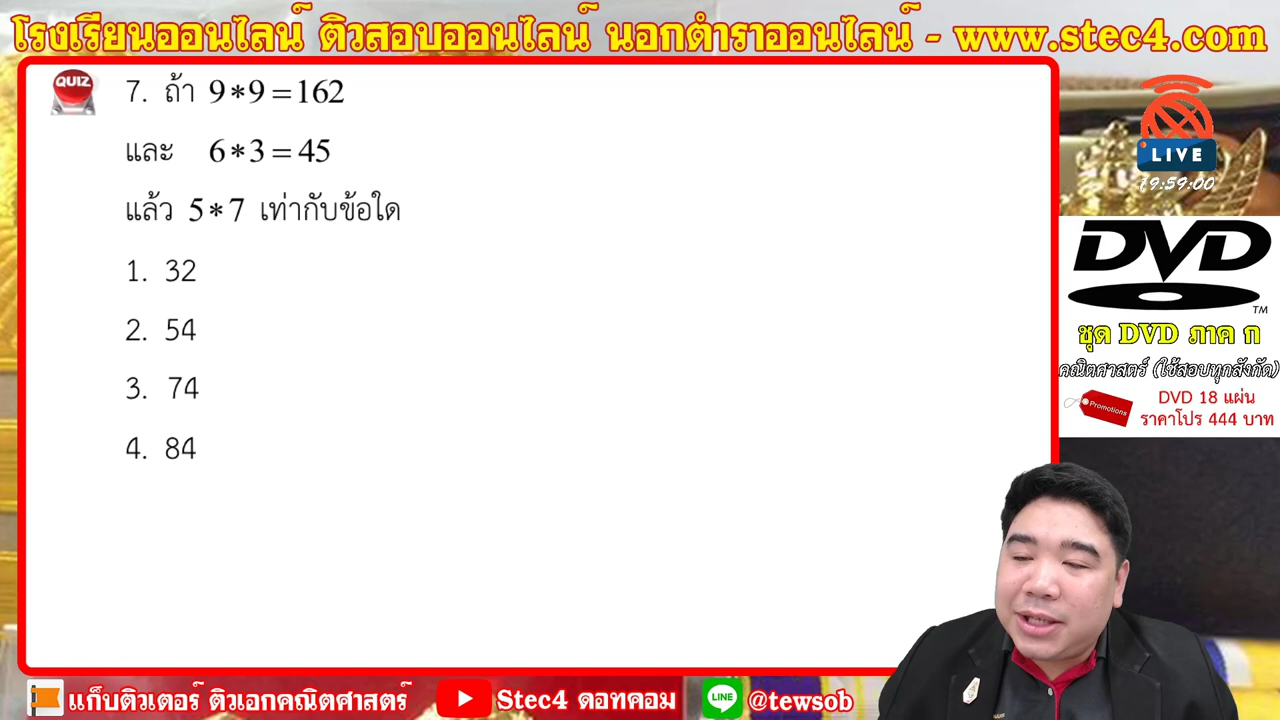 โรงเรียนออนไลน์ ติวสอบออนไลน์ นอกตำราออนไลน์ - www.stec4.com
QUIZ
7. ถ้า 9*9=162
และ 6*3=45
แล้ว 5*7 เท่ากับข้อใด
1. 32
2. 54
3. 74
4. 84
LIVE
19:59:00
DVD
TM
ชุด DVD ภาค ก
คณิตศาสตร์ (ใช้สอบทุกสังกัด)
Promotions
DVD 18 แผ่น
ราคาโปร 444 บาท
แก็บติวเตอร์ ติวเอกคณิตศาสตร์
Stec4 ดอทคอม
LINE
@tewsob